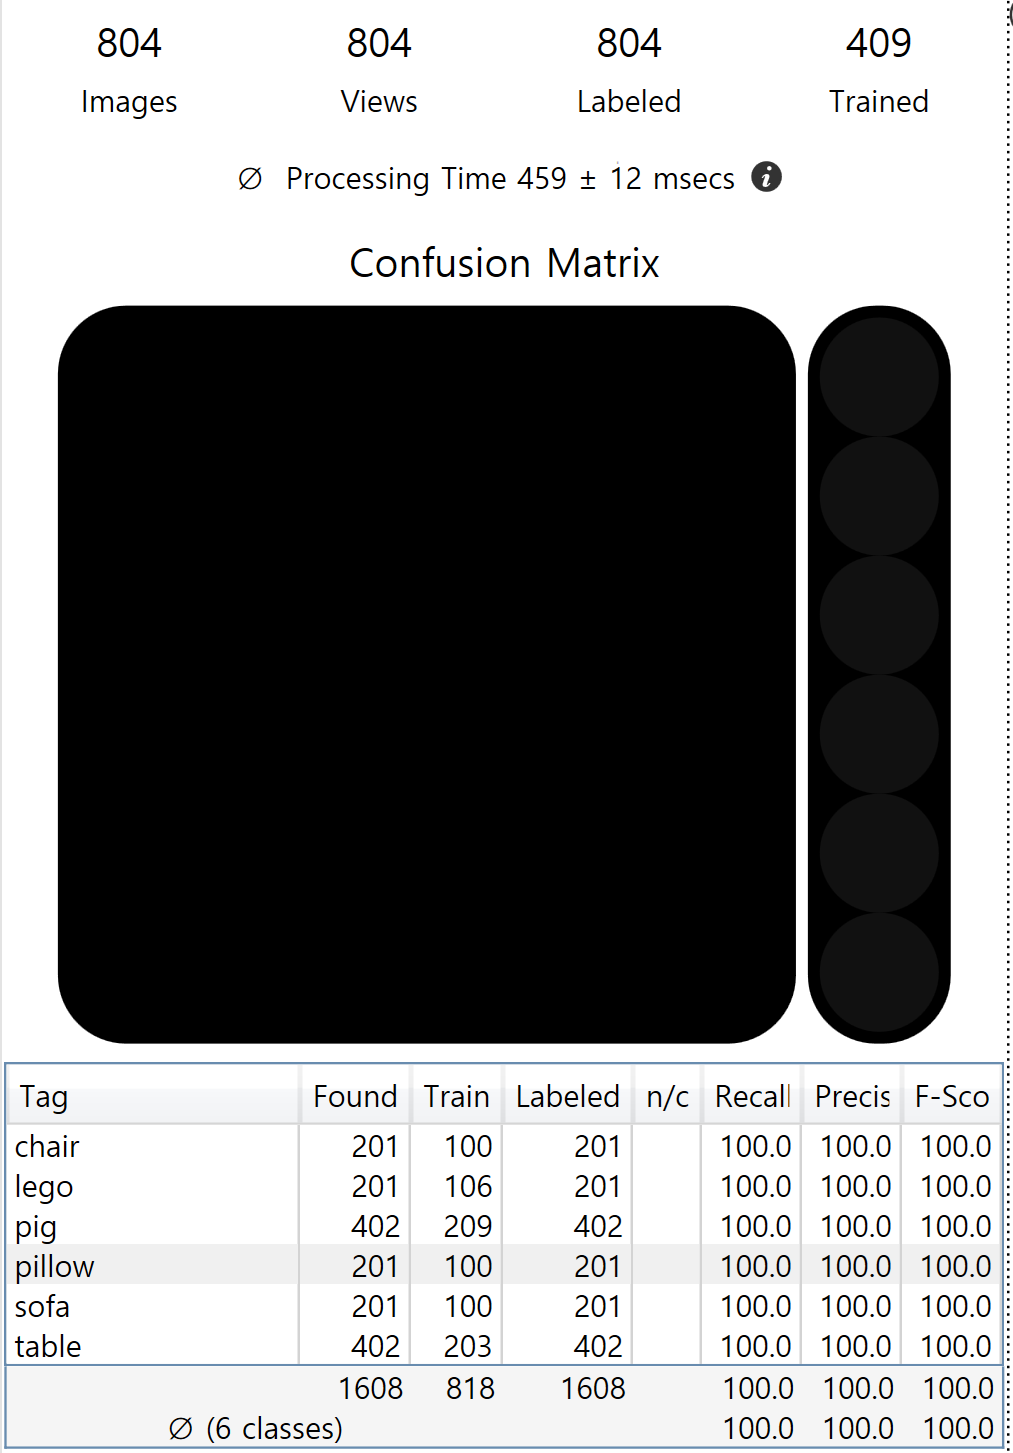 804 804 804 409
Images Views Labeled Trained
∅ Processing Time 459 ± 12 msecs i
Confusion Matrix
Tag Found Train Labeled n/c Recall Precis F-Sco
chair 201 100 201 100.0 100.0 100.0
lego 201 106 201 100.0 100.0 100.0
pig 402 209 402 100.0 100.0 100.0
pillow 201 100 201 100.0 100.0 100.0
sofa 201 100 201 100.0 100.0 100.0
table 402 203 402 100.0 100.0 100.0
1608 818 1608 100.0 100.0 100.0
∅ (6 classes) 100.0 100.0 100.0